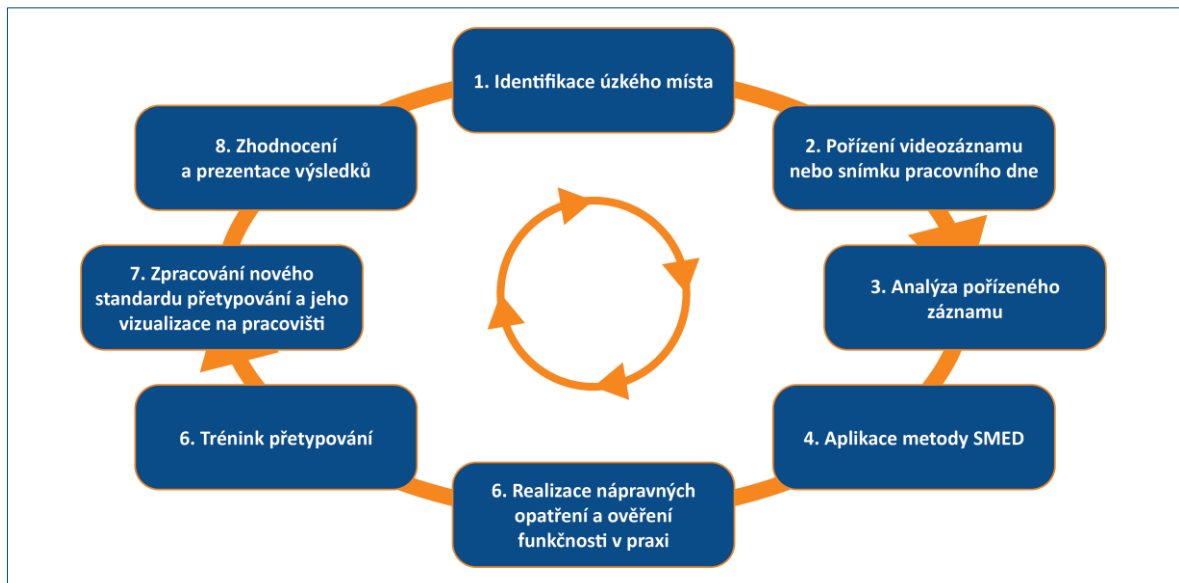 1. Identifikace úzkého místa
2. Pořízení videozáznamu
nebo snímku pracovního dne
3. Analýza pořízeného
záznamu
4. Aplikace metody SMED
6. Realizace nápravných
opatření a ověření
funkčnosti v praxi
6. Trénink přetypování
7. Zpracování nového
standardu přetypování a jeho
vizualizace na pracovišti
8. Zhodnocení
a prezentace výsledků